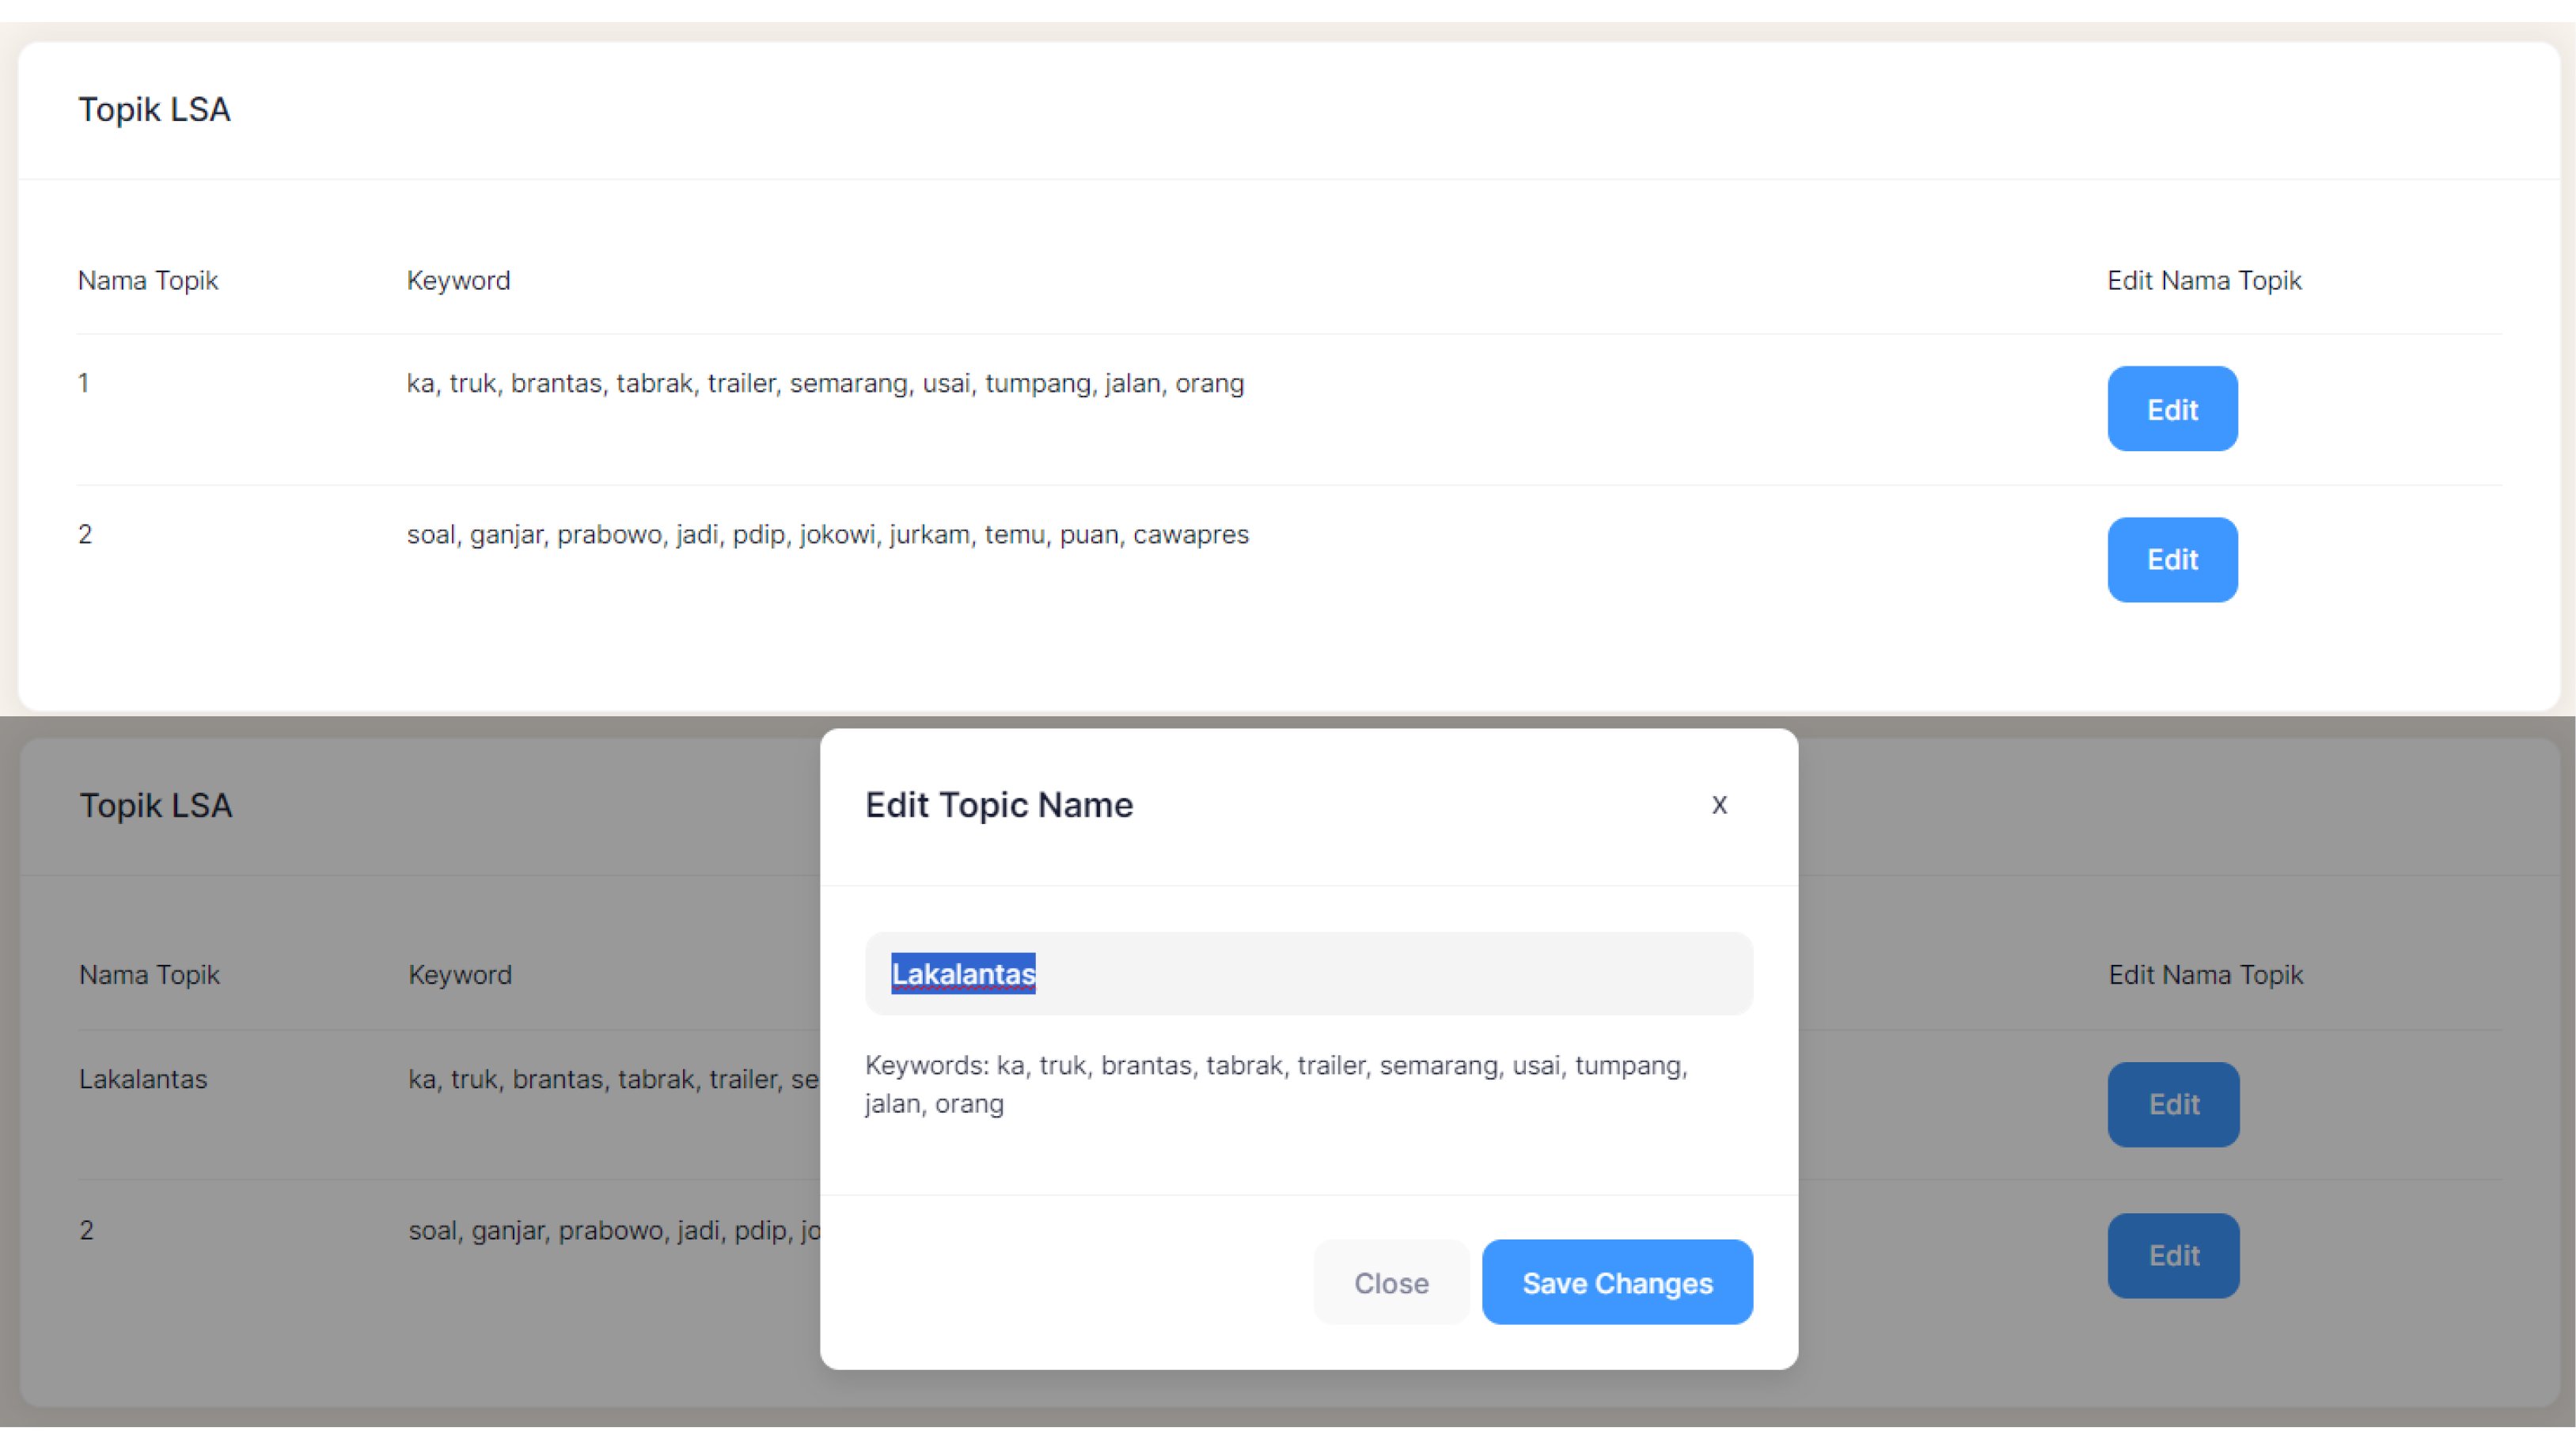 Topik LSA
Nama Topik Keyword Edit Nama Topik
1 ka, truk, brantas, tabrak, trailer, semarang, usai, tumpang, jalan, orang Edit
2 soal, ganjar, prabowo, jadi, pdip, jokowi, jurkam, temu, puan, cawapres Edit
Topik LSA
Nama Topik Keyword Edit Nama Topik
Lakalantas ka, truk, brantas, tabrak, trailer, se Edit
2 soal, ganjar, prabowo, jadi, pdip, jo Edit
Edit Topic Name X
Lakalantas
Keywords: ka, truk, brantas, tabrak, trailer, semarang, usai, tumpang,
jalan, orang
Close Save Changes